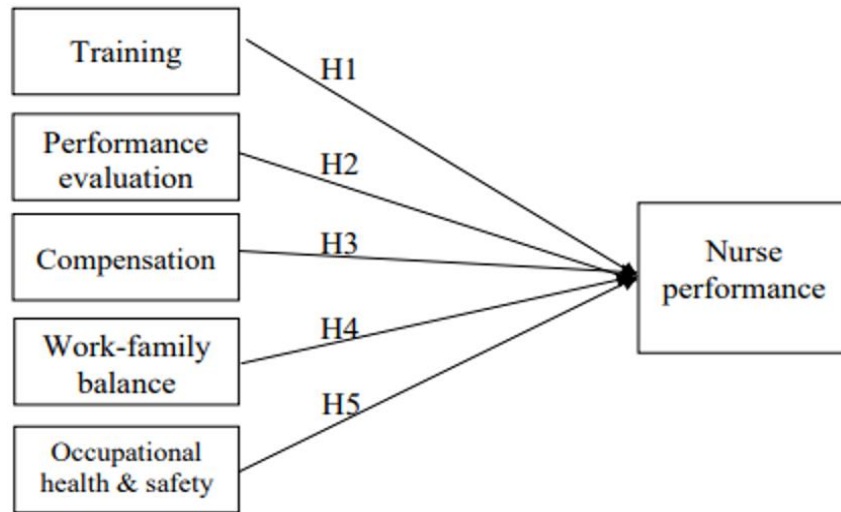 Training
H1
Performance
evaluation
H2
Compensation
H3
Work-family
balance
H4
Occupational
health & safety
H5
Nurse
performance